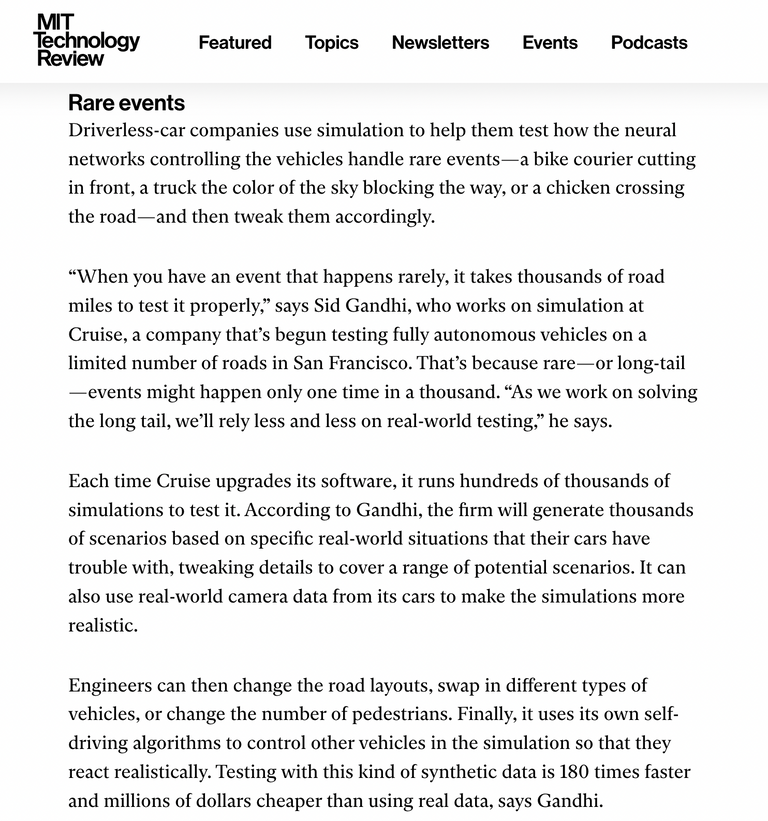 MIT
Technology
Review
Featured Topics Newsletters Events Podcasts
Rare events
Driverless-car companies use simulation to help them test how the neural
networks controlling the vehicles handle rare events—a bike courier cutting
in front, a truck the color of the sky blocking the way, or a chicken crossing
the road—and then tweak them accordingly.
“When you have an event that happens rarely, it takes thousands of road
miles to test it properly,” says Sid Gandhi, who works on simulation at
Cruise, a company that’s begun testing fully autonomous vehicles on a
limited number of roads in San Francisco. That’s because rare—or long-tail
—events might happen only one time in a thousand. “As we work on solving
the long tail, we’ll rely less and less on real-world testing,” he says.
Each time Cruise upgrades its software, it runs hundreds of thousands of
simulations to test it. According to Gandhi, the firm will generate thousands
of scenarios based on specific real-world situations that their cars have
trouble with, tweaking details to cover a range of potential scenarios. It can
also use real-world camera data from its cars to make the simulations more
realistic.
Engineers can then change the road layouts, swap in different types of
vehicles, or change the number of pedestrians. Finally, it uses its own self-
driving algorithms to control other vehicles in the simulation so that they
react realistically. Testing with this kind of synthetic data is 180 times faster
and millions of dollars cheaper than using real data, says Gandhi.